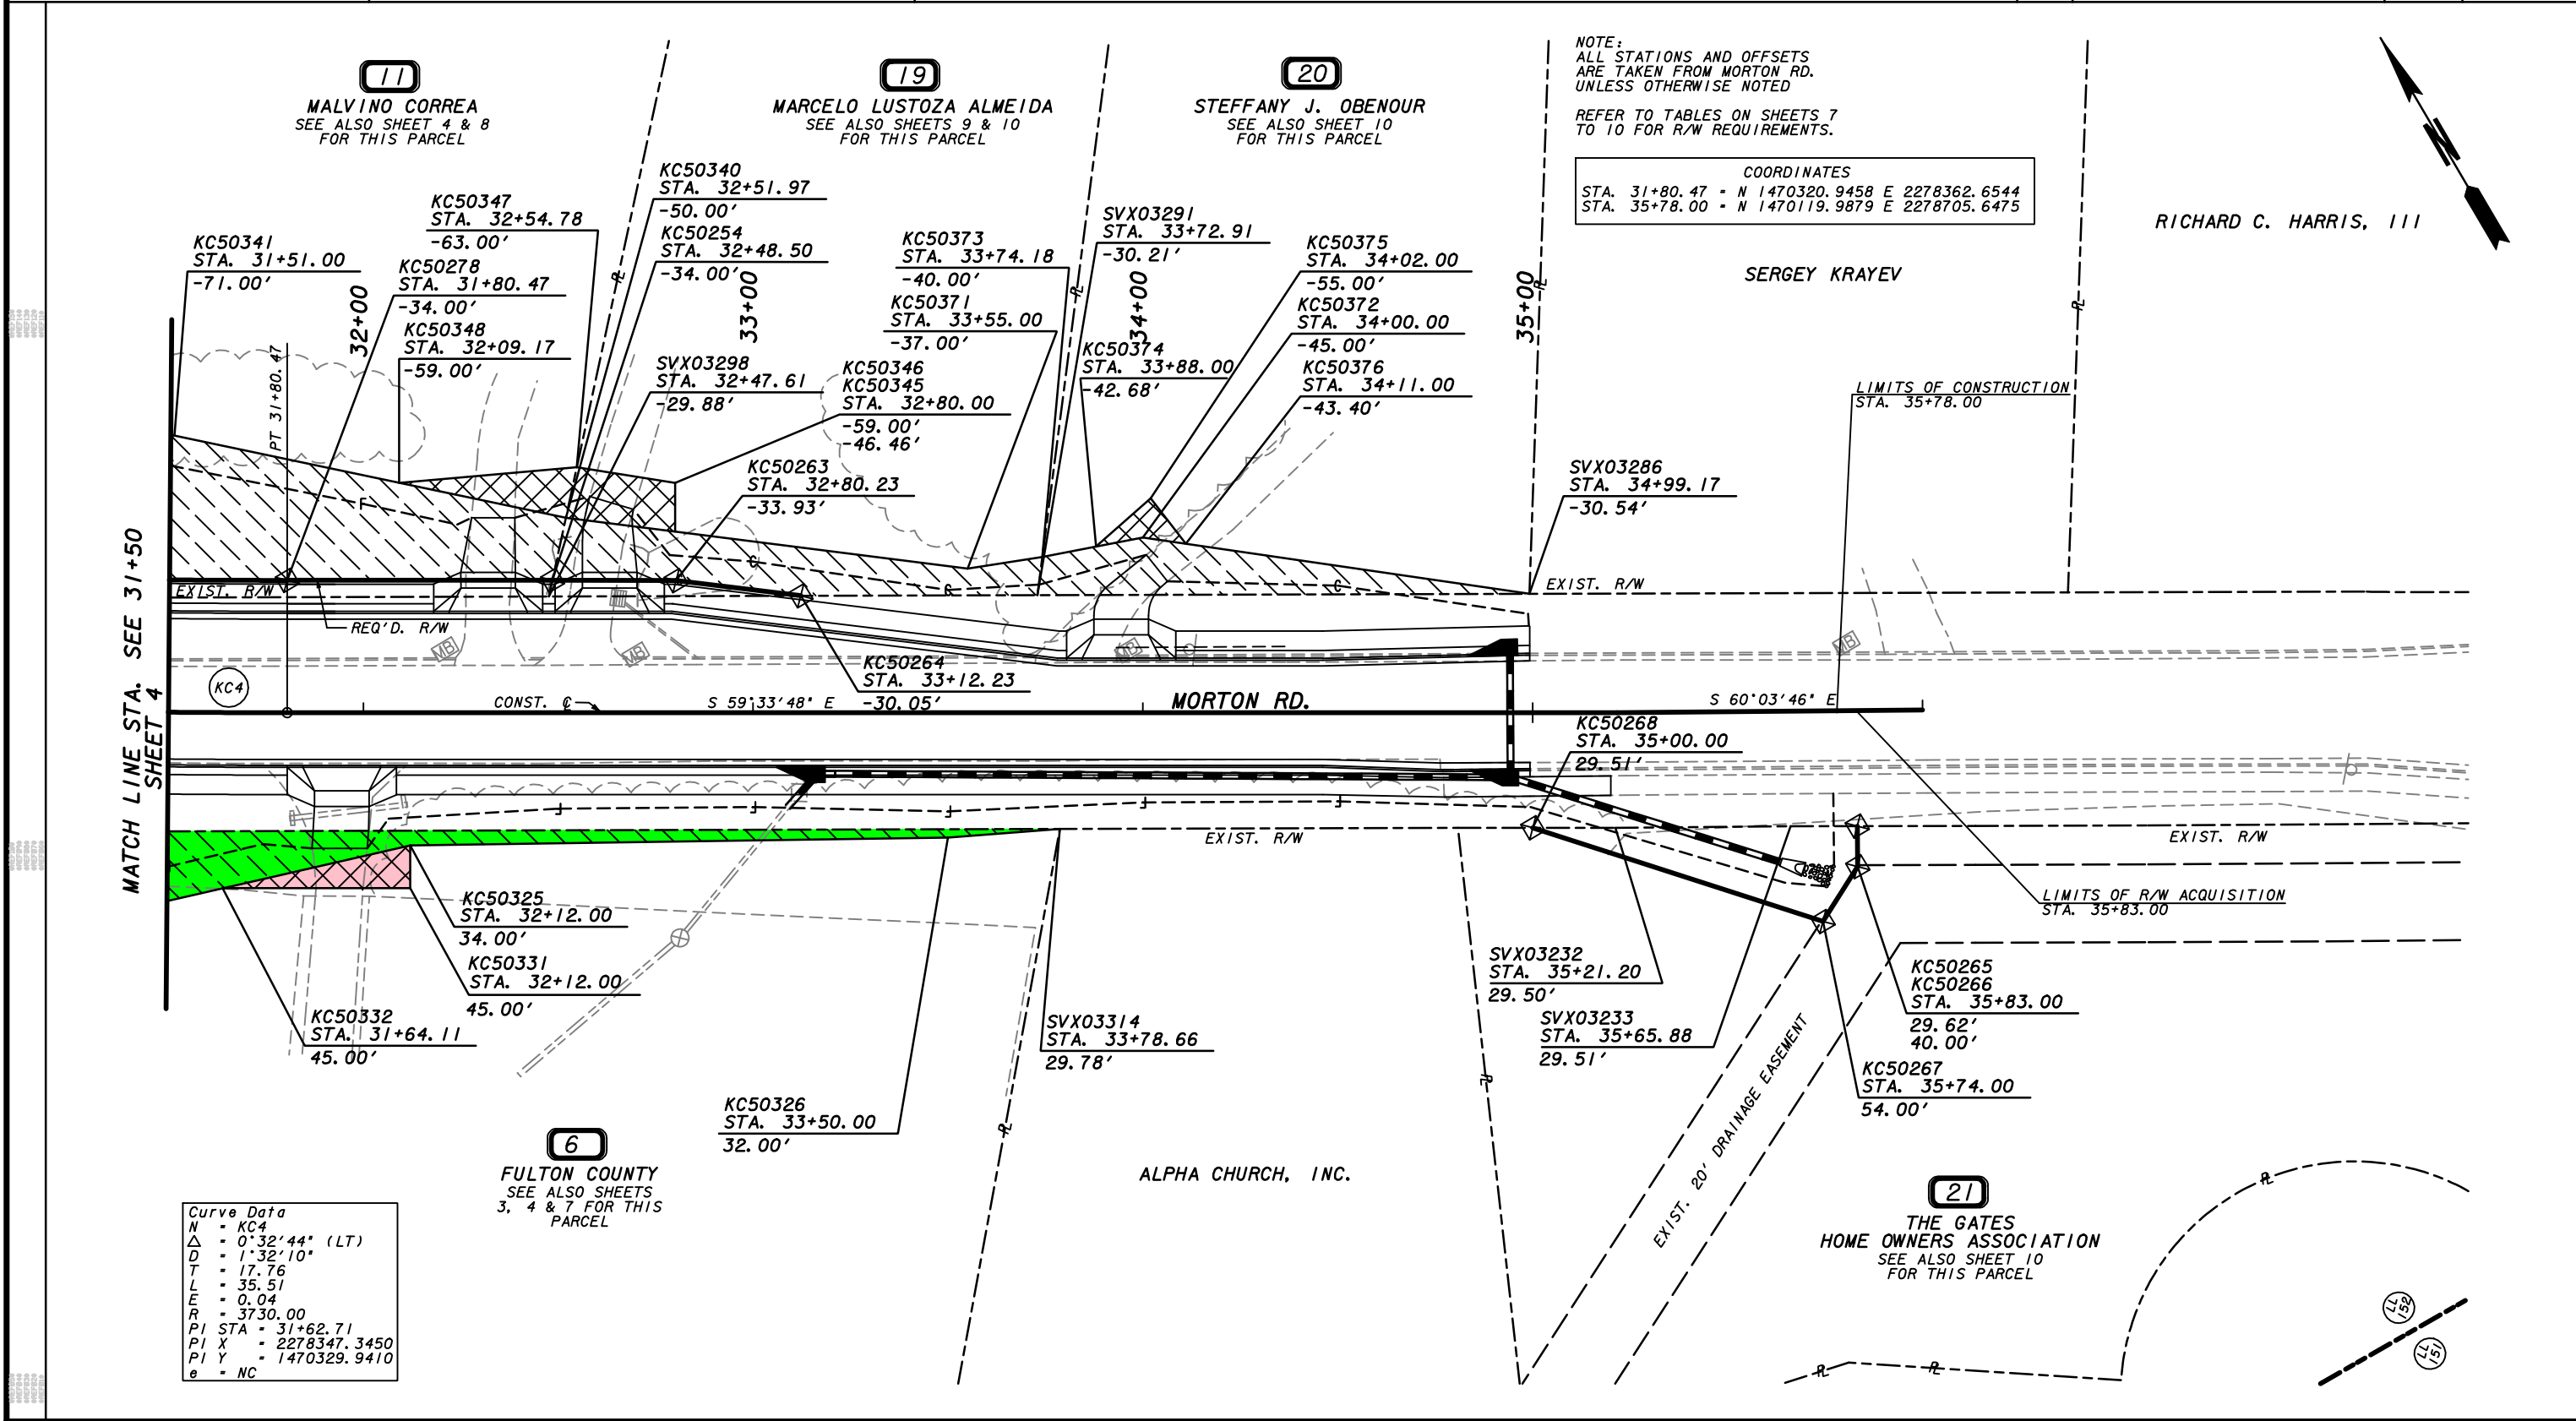 11
MALVINO CORREA
SEE ALSO SHEET 4 & 8
FOR THIS PARCEL
19
MARCELO LUSTOZA ALMEIDA
SEE ALSO SHEETS 9 & 10
FOR THIS PARCEL
20
STEFFANY J. OBENOUR
SEE ALSO SHEET 10
FOR THIS PARCEL
NOTE:
ALL STATIONS AND OFFSETS
ARE TAKEN FROM MORTON RD.
UNLESS OTHERWISE NOTED
REFER TO TABLES ON SHEETS 7
TO 10 FOR R/W REQUIREMENTS.
COORDINATES
STA. 31+80.47 = N 1470320.9458 E 2278362.6544
STA. 35+78.00 = N 1470119.9879 E 2278705.6475
N
RICHARD C. HARRIS, III
SERGEY KRAYEV
KC50341
STA. 31+51.00
-71.00'
KC50347
STA. 32+54.78
-63.00'
KC50278
STA. 31+80.47
-34.00'
KC50348
STA. 32+09.17
-59.00'
KC50340
STA. 32+51.97
-50.00'
KC50254
STA. 32+48.50
-34.00'
SVX03298
STA. 32+47.61
-29.88'
KC50373
STA. 33+74.18
-40.00'
KC50371
STA. 33+55.00
-37.00'
KC50346
KC50345
STA. 32+80.00
-59.00'
-46.46'
KC50263
STA. 32+80.23
-33.93'
SVX03291
STA. 33+72.91
-30.21'
KC50374
STA. 33+88.00
-42.68'
KC50375
STA. 34+02.00
-55.00'
KC50372
STA. 34+00.00
-45.00'
KC50376
STA. 34+11.00
-43.40'
SVX03286
STA. 34+99.17
-30.54'
32+00
33+00
34+00
35+00
PL
PL
PL
PL
PT 31+80.47
LIMITS OF CONSTRUCTION
STA. 35+78.00
MATCH LINE STA. SEE 31+50
SHEET 4
F
C
C
C
EXIST. R/W
REQ'D. R/W
EXIST. R/W
MB
MB
MB
MB
KC4
CONST. CL
S 59°33'48" E
KC50264
STA. 33+12.23
-30.05'
MORTON RD.
S 60°03'46" E
KC50268
STA. 35+00.00
29.51'
EXIST. R/W
EXIST. R/W
LIMITS OF R/W ACQUISITION
STA. 35+83.00
KC50325
STA. 32+12.00
34.00'
KC50331
STA. 32+12.00
45.00'
KC50332
STA. 31+64.11
45.00'
KC50326
STA. 33+50.00
32.00'
SVX03314
STA. 33+78.66
29.78'
SVX03232
STA. 35+21.20
29.50'
SVX03233
STA. 35+65.88
29.51'
KC50265
KC50266
STA. 35+83.00
29.62'
40.00'
KC50267
STA. 35+74.00
54.00'
EXIST. 20' DRAINAGE EASEMENT
PL
PL
6
FULTON COUNTY
SEE ALSO SHEETS
3, 4 & 7 FOR THIS
PARCEL
ALPHA CHURCH, INC.
21
THE GATES
HOME OWNERS ASSOCIATION
SEE ALSO SHEET 10
FOR THIS PARCEL
PL
PL
PL
LL 152
LL 151
Curve Data
N = KC4
Δ = 0°32'44" (LT)
D = 1°32'10"
T = 17.76
L = 35.51
E = 0.04
R = 3730.00
PI STA = 31+62.71
PI X = 2278347.3450
PI Y = 1470329.9410
e = NC